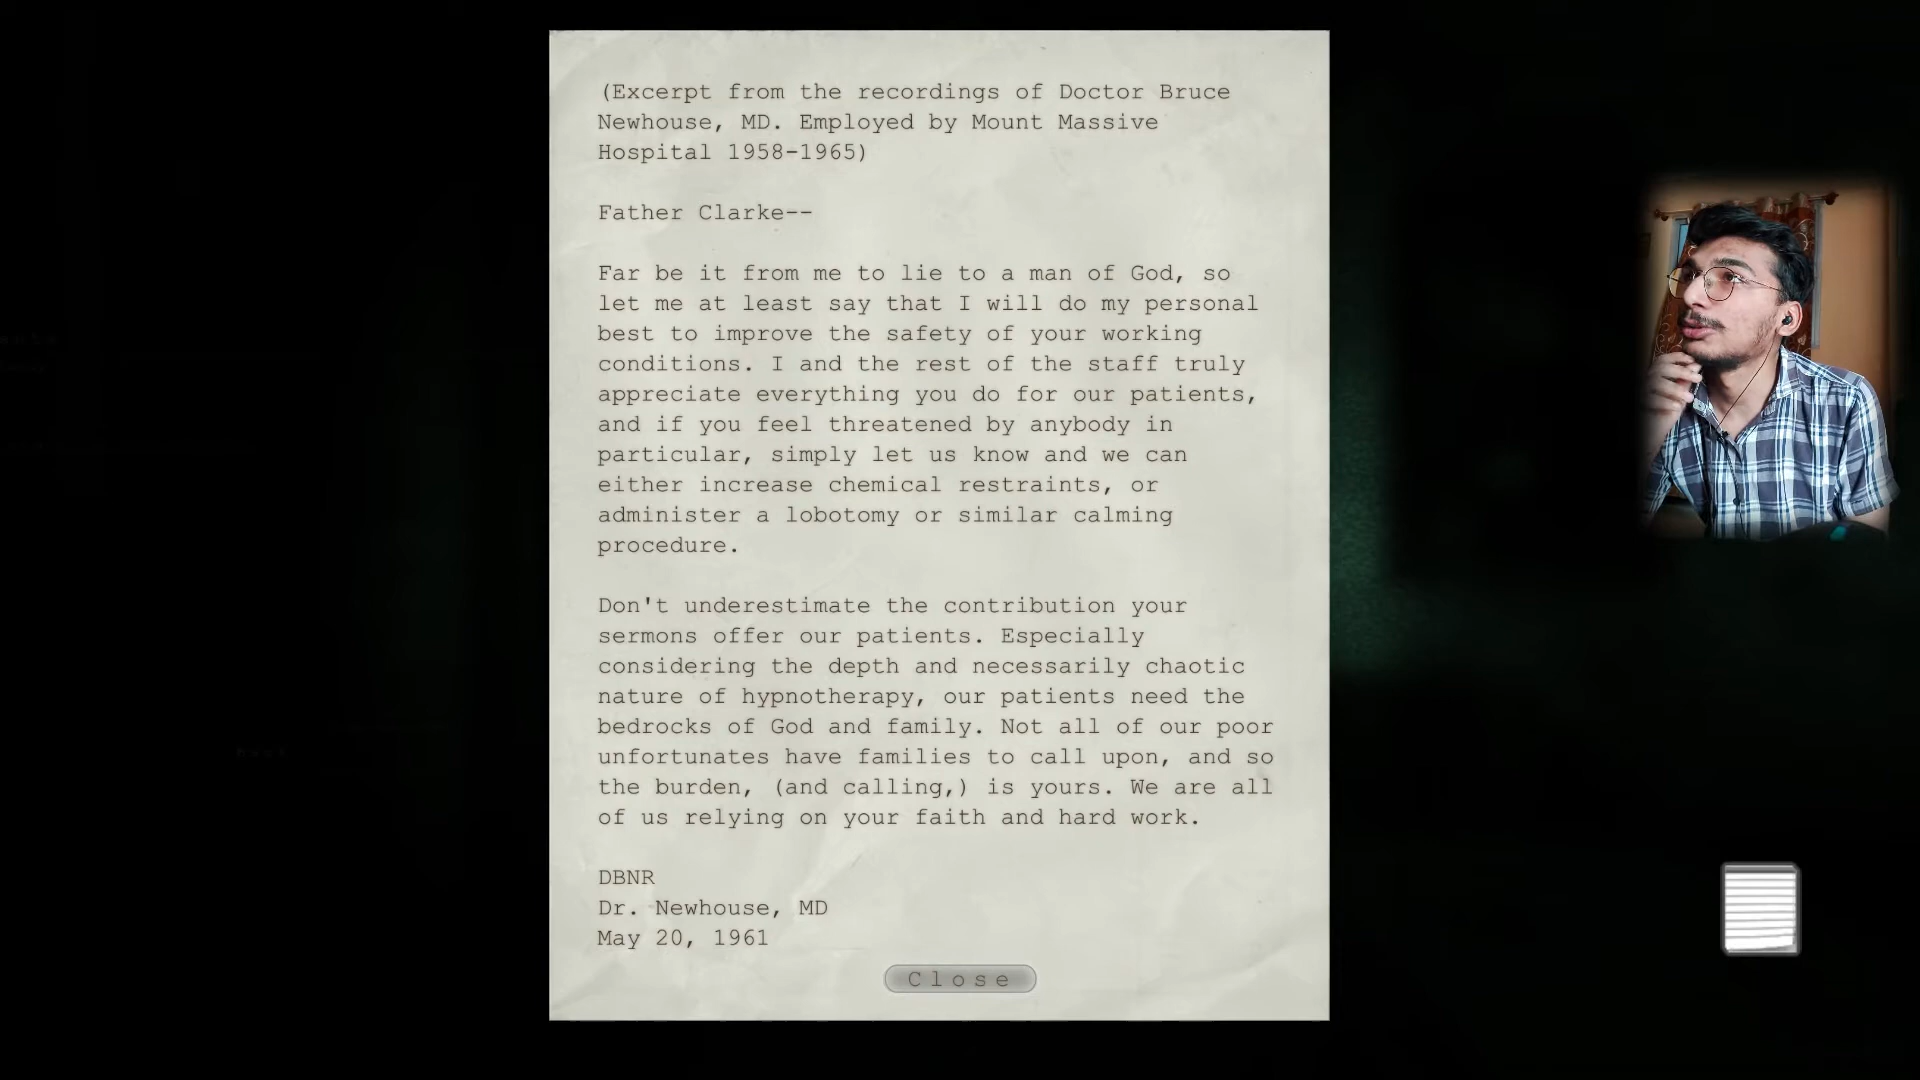 (Excerpt from the recordings of Doctor Bruce
Newhouse, MD. Employed by Mount Massive
Hospital 1958-1965)
Father Clarke--
Far be it from me to lie to a man of God, so
let me at least say that I will do my personal
best to improve the safety of your working
conditions. I and the rest of the staff truly
appreciate everything you do for our patients,
and if you feel threatened by anybody in
particular, simply let us know and we can
either increase chemical restraints, or
administer a lobotomy or similar calming
procedure.
Don't underestimate the contribution your
sermons offer our patients. Especially
considering the depth and necessarily chaotic
nature of hypnotherapy, our patients need the
bedrocks of God and family. Not all of our poor
unfortunates have families to call upon, and so
the burden, (and calling,) is yours. We are all
of us relying on your faith and hard work.
DBNR
Dr. Newhouse, MD
May 20, 1961
Close